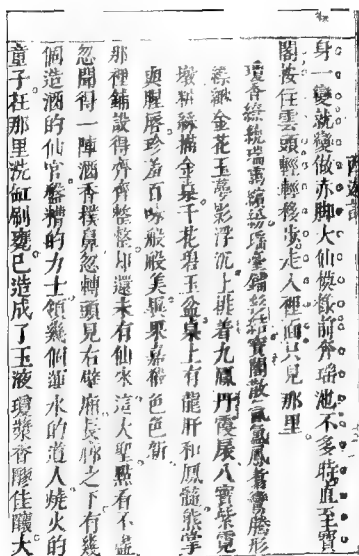 身一變就變做赤脚大仙模樣前奔瑤池不多時直至寶
閣按住雲頭輕輕移步走入裡面只見那里
瓊香繚繞瑞靄繽紛瑤臺鋪彩結寶閣散氤氳鳳翥鸞騰形
縹緲金花玉萼影浮沉上排着九鳳丹霞扆八寶紫霓
墩粧綵描金桌千花碧玉盆桌上有龍肝和鳳髓熊掌
與猩唇珍羞百味般般美異果嘉殽色色新
那裡鋪設得齊齊整整却還未有仙來這大聖點看不盡
忽聞得一陣酒香撲鼻忽轉頭見右壁廂長廊之下有幾
個造酒的仙官盤糟的力士領幾個運水的道人燒火的
童子在那里洗缸刷甕已造成了玉液瓊漿香醪佳釀大